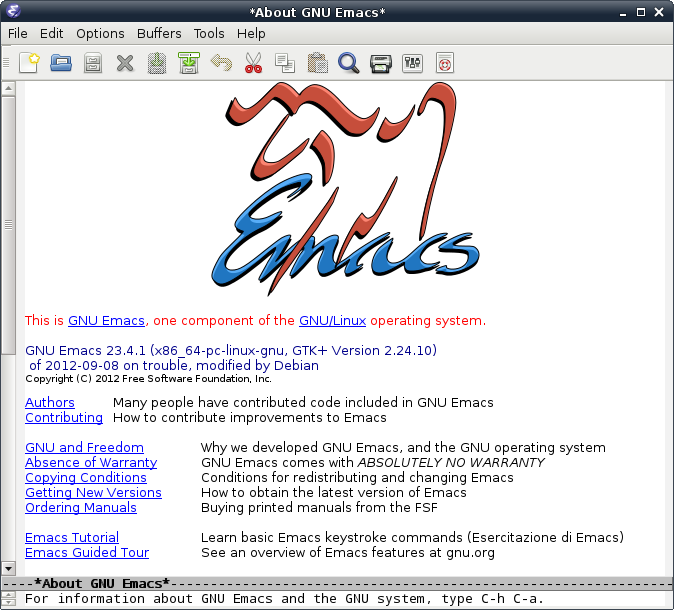 *About GNU Emacs*
File Edit Options Buffers Tools Help
Emacs
This is GNU Emacs, one component of the GNU/Linux operating system.
GNU Emacs 23.4.1 (x86_64-pc-linux-gnu, GTK+ Version 2.24.10)
of 2012-09-08 on trouble, modified by Debian
Copyright (C) 2012 Free Software Foundation, Inc.
Authors Many people have contributed code included in GNU Emacs
Contributing How to contribute improvements to Emacs
GNU and Freedom Why we developed GNU Emacs, and the GNU operating system
Absence of Warranty GNU Emacs comes with ABSOLUTELY NO WARRANTY
Copying Conditions Conditions for redistributing and changing Emacs
Getting New Versions How to obtain the latest version of Emacs
Ordering Manuals Buying printed manuals from the FSF
Emacs Tutorial Learn basic Emacs keystroke commands (Esercitazione di Emacs)
Emacs Guided Tour See an overview of Emacs features at gnu.org
-----*About GNU Emacs*--------------------------------------------------
For information about GNU Emacs and the GNU system, type C-h C-a.